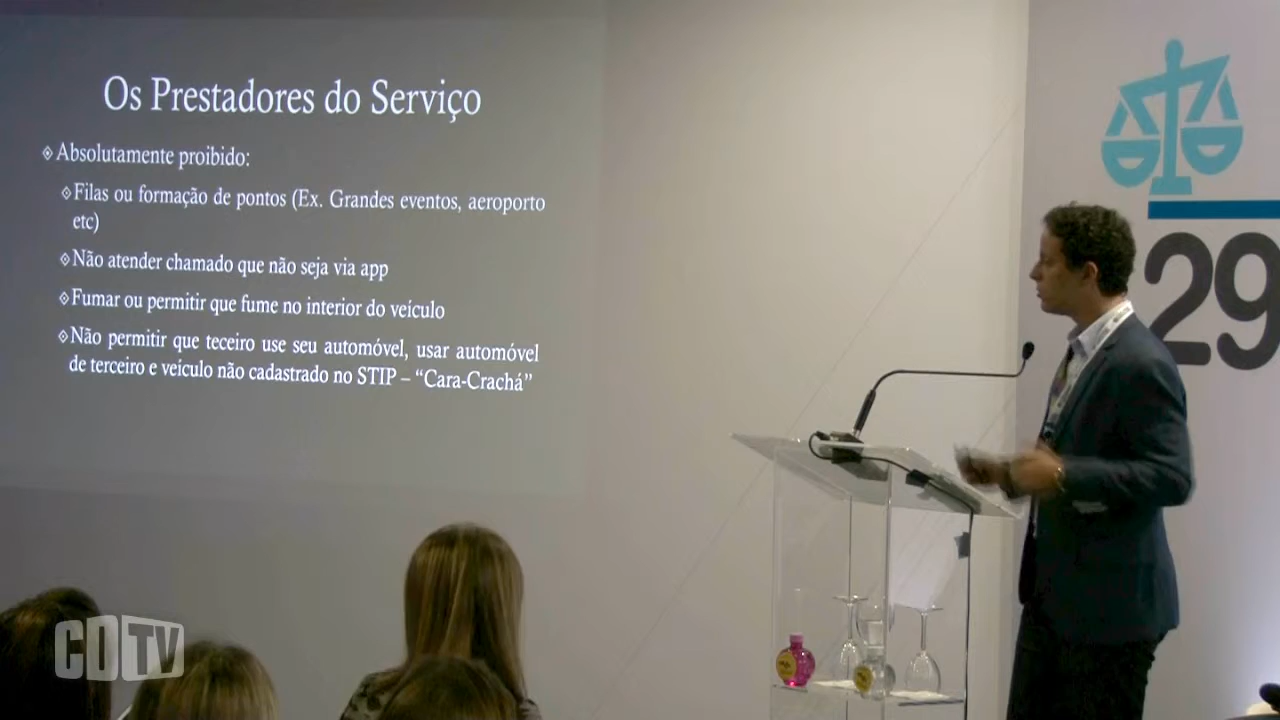 Os Prestadores do Serviço
Absolutamente proibido:
Filas ou formação de pontos (Ex. Grandes eventos, aeroporto
etc)
Não atender chamado que não seja via app
Fumar ou permitir que fume no interior do veículo
Não permitir que teceiro use seu automóvel, usar automóvel
de terceiro e veículo não cadastrado no STIP – “Cara-Crachá”
29
CDTV